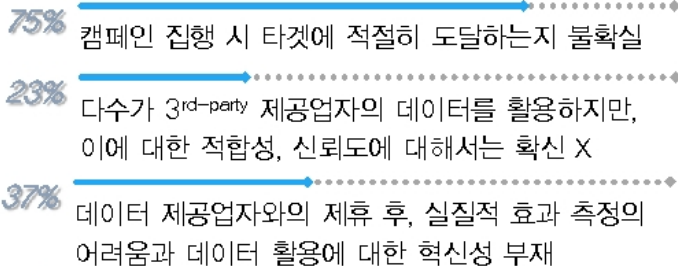 75%
캠페인 집행 시 타겟에 적절히 도달하는지 불확실
23%
다수가 3rd-party 제공업자의 데이터를 활용하지만,
이에 대한 적합성, 신뢰도에 대해서는 확신 X
37%
데이터 제공업자와의 제휴 후, 실질적 효과 측정의
어려움과 데이터 활용에 대한 혁신성 부재